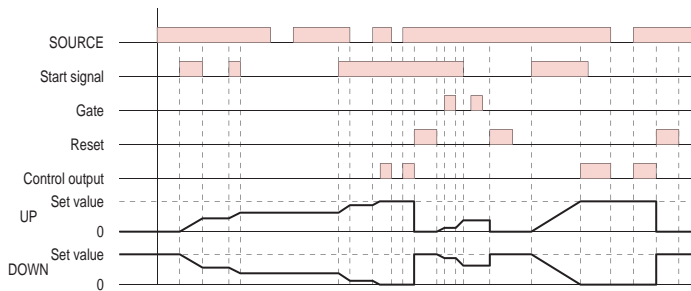 SOURCE
Start signal
Gate
Reset
Control output
Set value
UP
0
Set value
DOWN
0